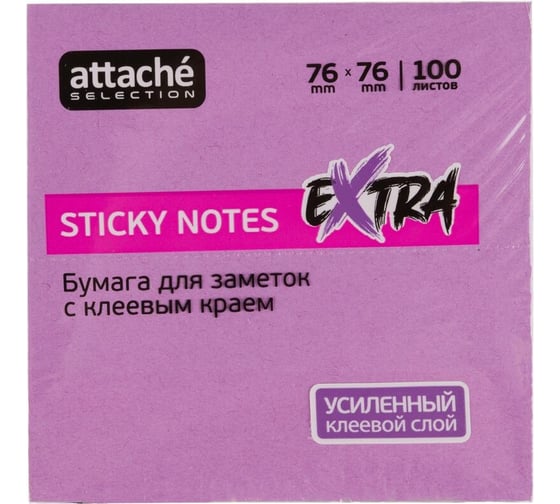 attaché
SELECTION
76 mm × 76 mm | 100 листов
STICKY NOTES EXTRA
Бумага для заметок
с клеевым краем
УСИЛЕННЫЙ
клеевой слой